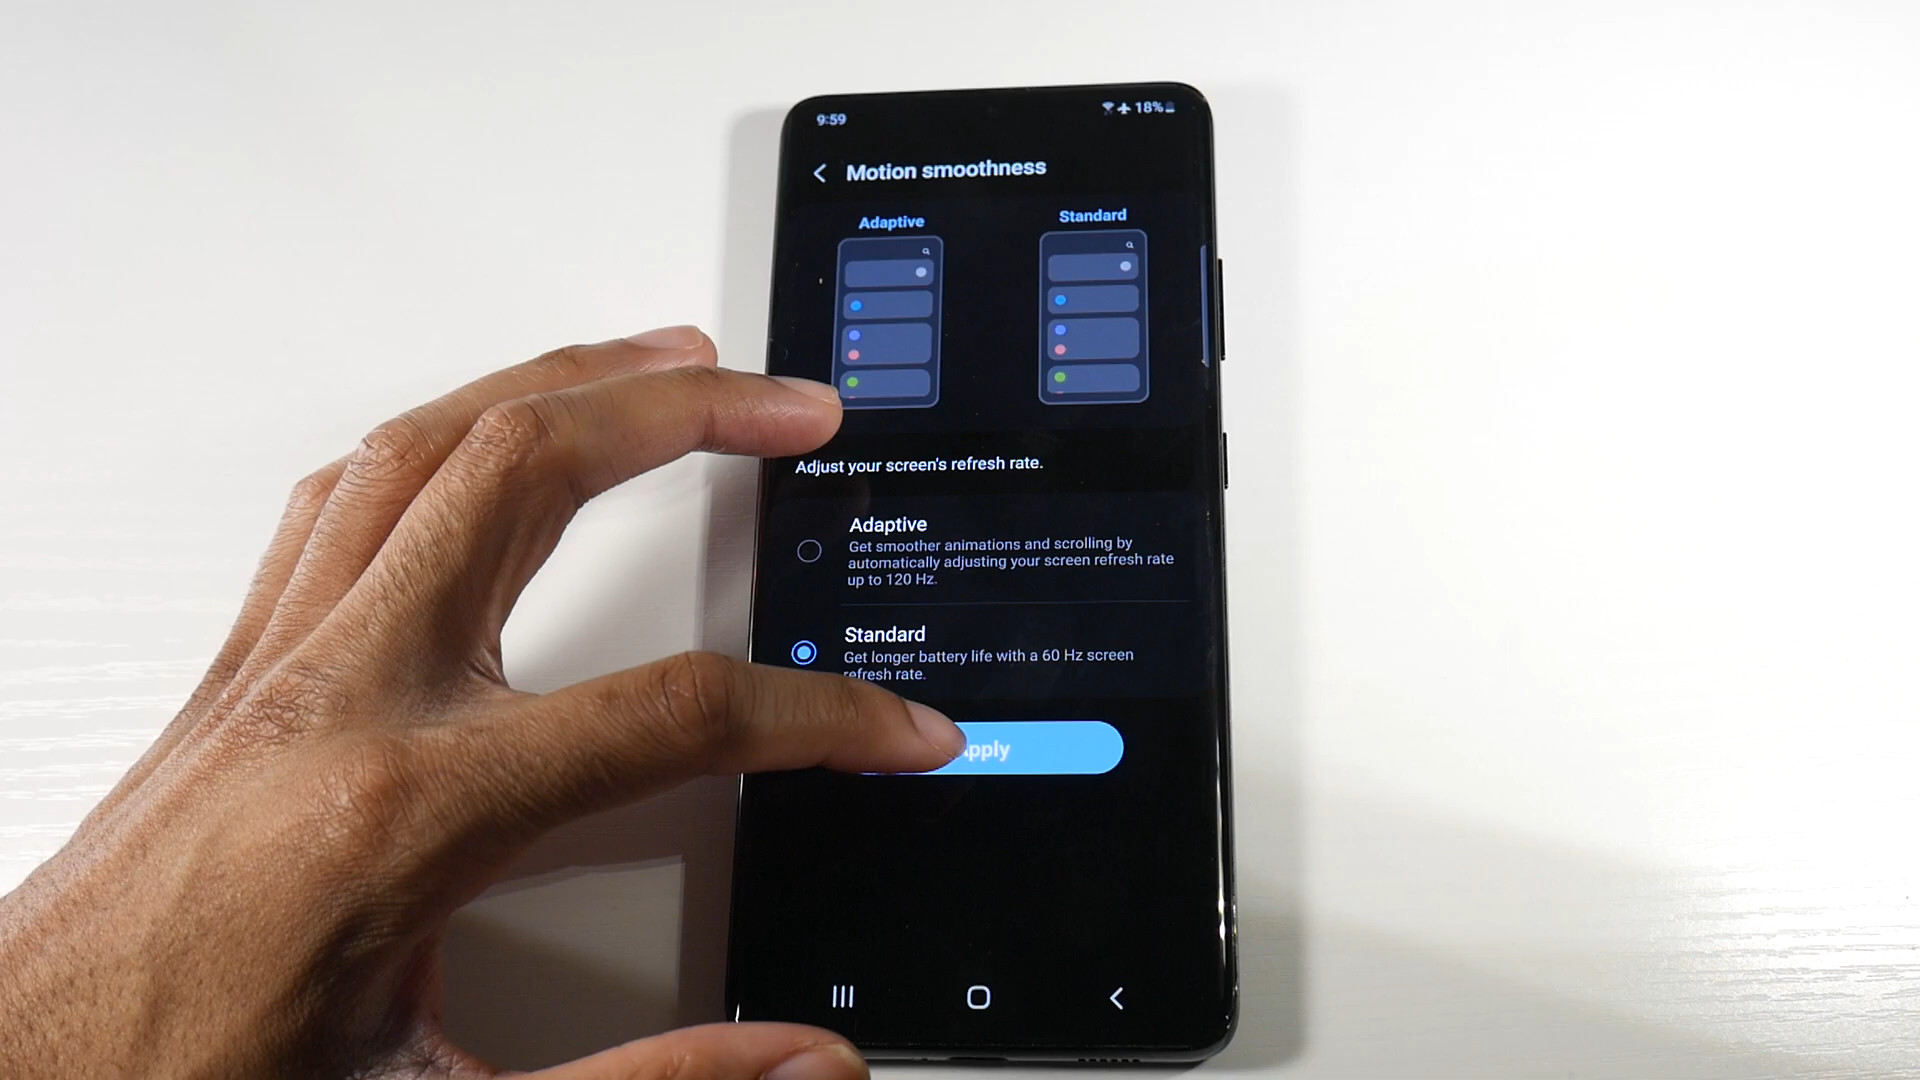 9:59
18%
Motion smoothness
Adaptive
Standard
Adjust your screen's refresh rate.
Adaptive
Get smoother animations and scrolling by
automatically adjusting your screen refresh rate
up to 120 Hz.
Standard
Get longer battery life with a 60 Hz screen
refresh rate.
pply